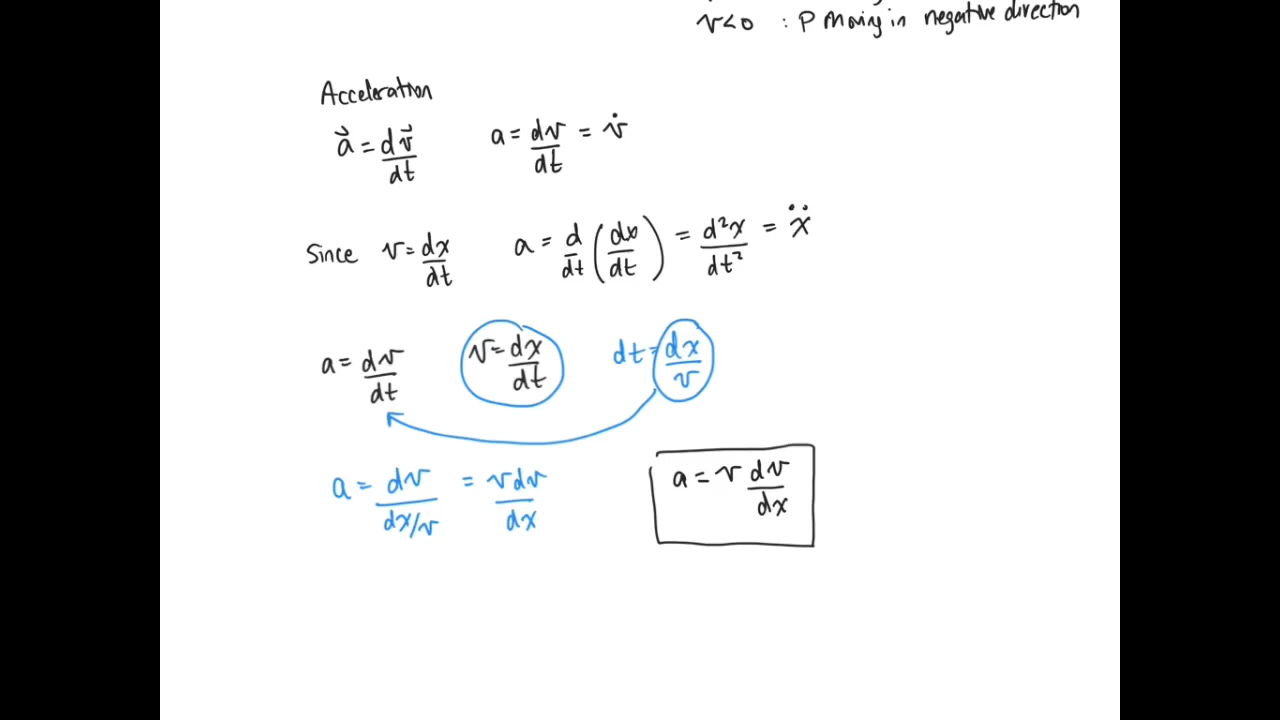 v<0 : P Moving in negative direction
Acceleration
a⃗ = dv⃗/dt a = dv/dt = v̇
Since v = dx/dt a = d/dt (dx/dt) = d²x/dt² = ẍ
a = dv/dt v = dx/dt dt = dx/v
a = dv/(dx/v) = vdv/dx a = v dv/dx